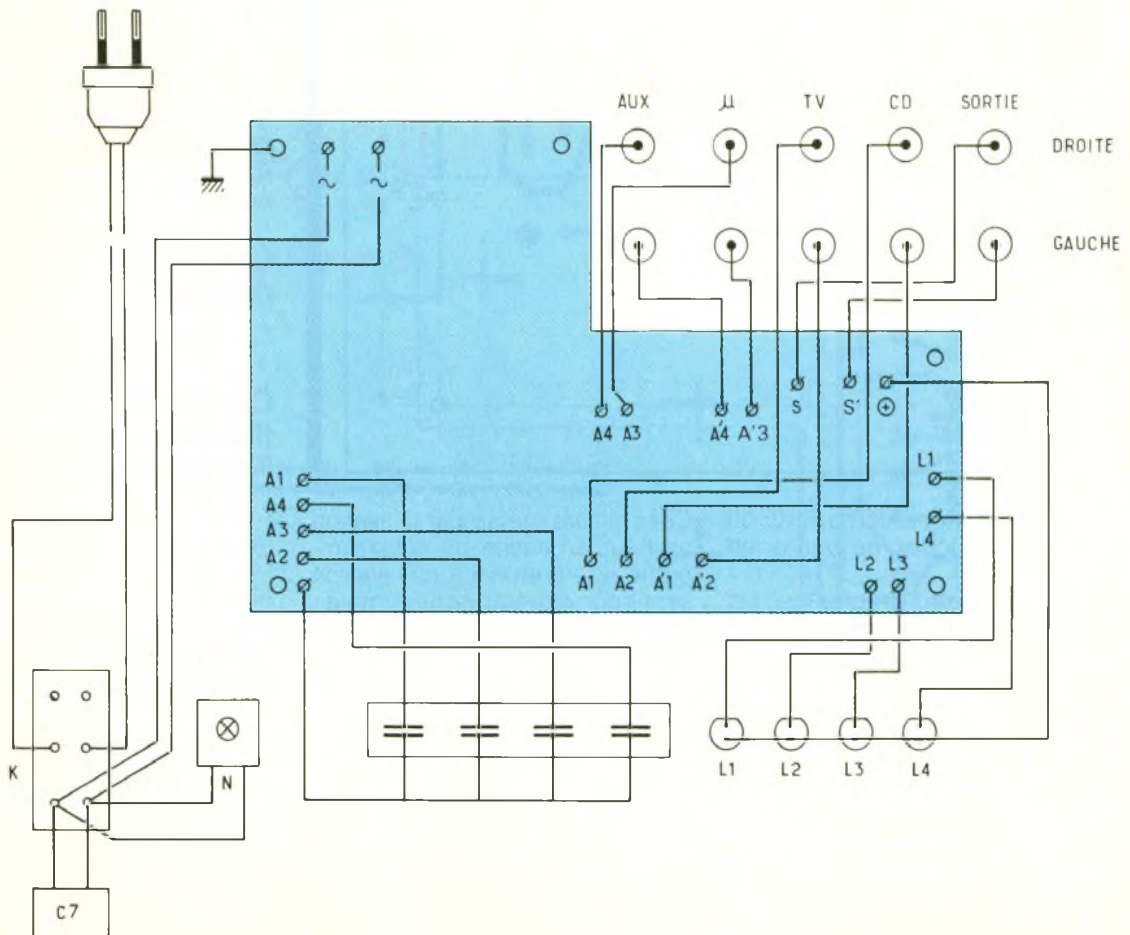 AUX µ TV CD SORTIE
DROITE
GAUCHE
~ ~
S S' ⊕
A4 A3 A'4 A'3
L1
A1
A4
L4
A3
A2
L2 L3
A1 A2 A'1 A'2
K
N
L1 L2 L3 L4
C7